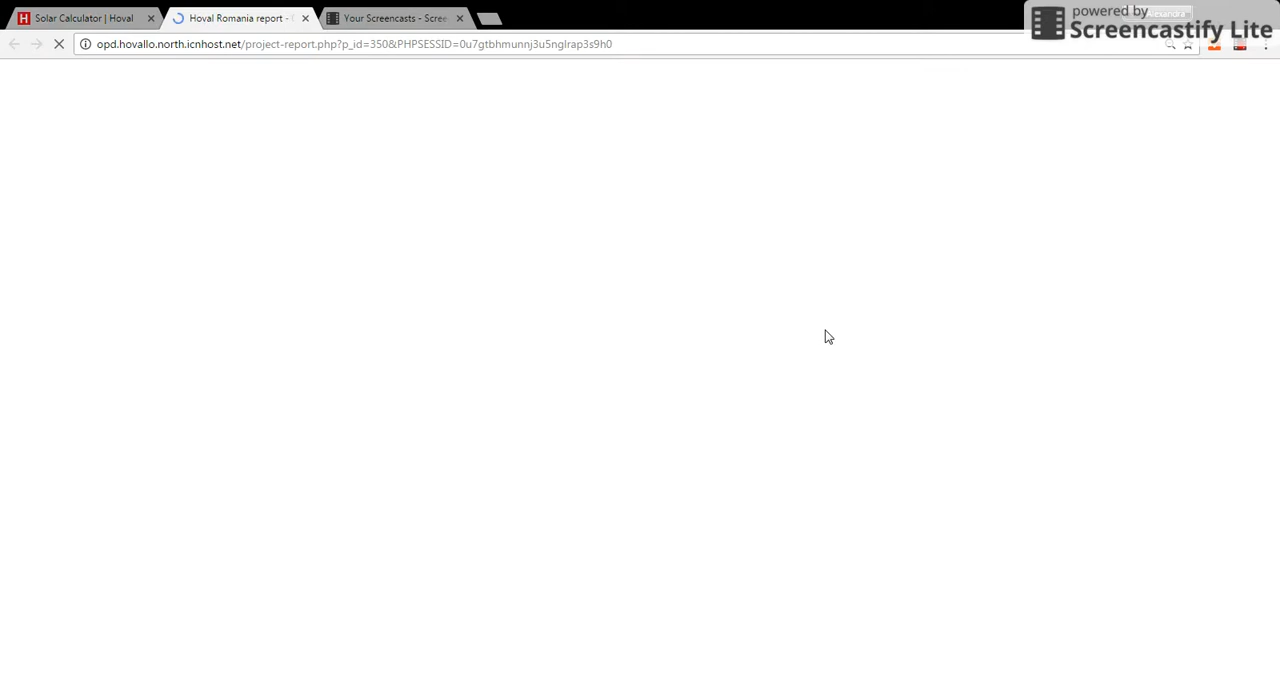 Solar Calculator | Hoval
Hoval Romania report -
Your Screencasts - Scree
Alexandra
powered by
Screencastify Lite
opd.hovallo.north.icnhost.net/project-report.php?p_id=350&PHPSESSID=0u7gtbhmunnj3u5nglrap3s9h0